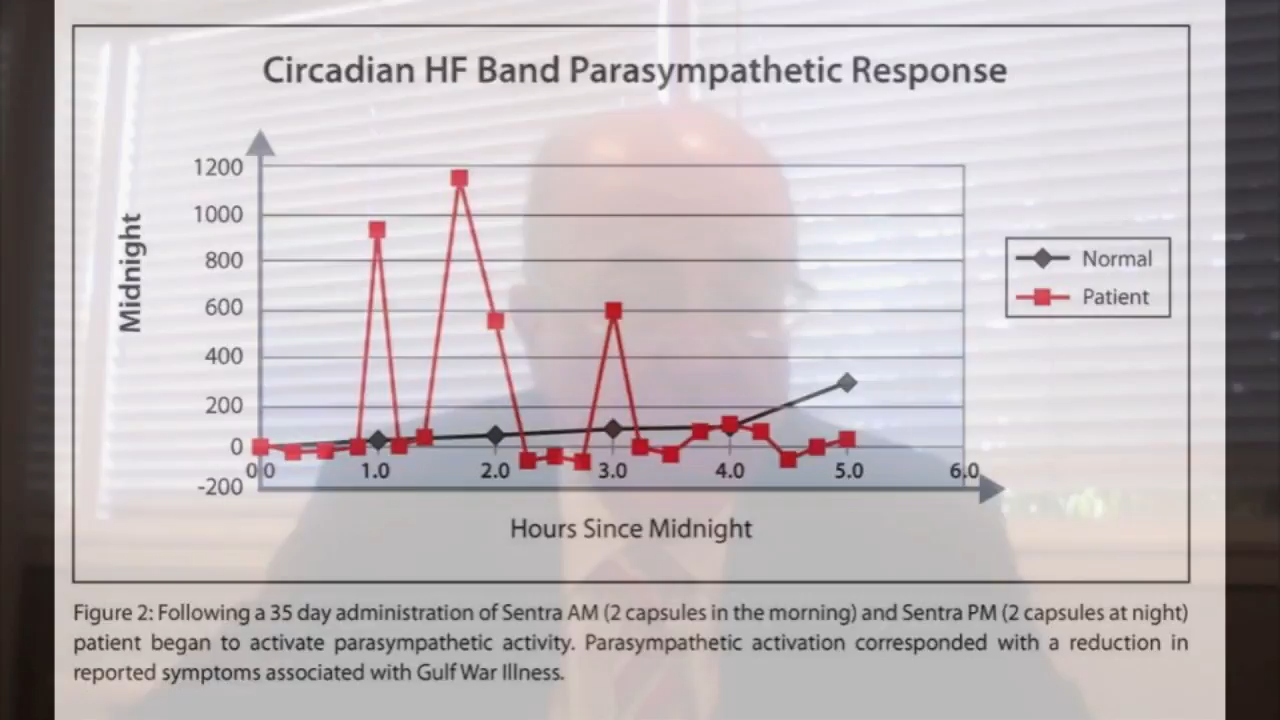 Circadian HF Band Parasympathetic Response
Midnight
1200
1000
800
600
400
200
0
-200
0.0 1.0 2.0 3.0 4.0 5.0 6.0
Hours Since Midnight
Normal
Patient
Figure 2: Following a 35 day administration of Sentra AM (2 capsules in the morning) and Sentra PM (2 capsules at night)
patient began to activate parasympathetic activity. Parasympathetic activation corresponded with a reduction in
reported symptoms associated with Gulf War Illness.